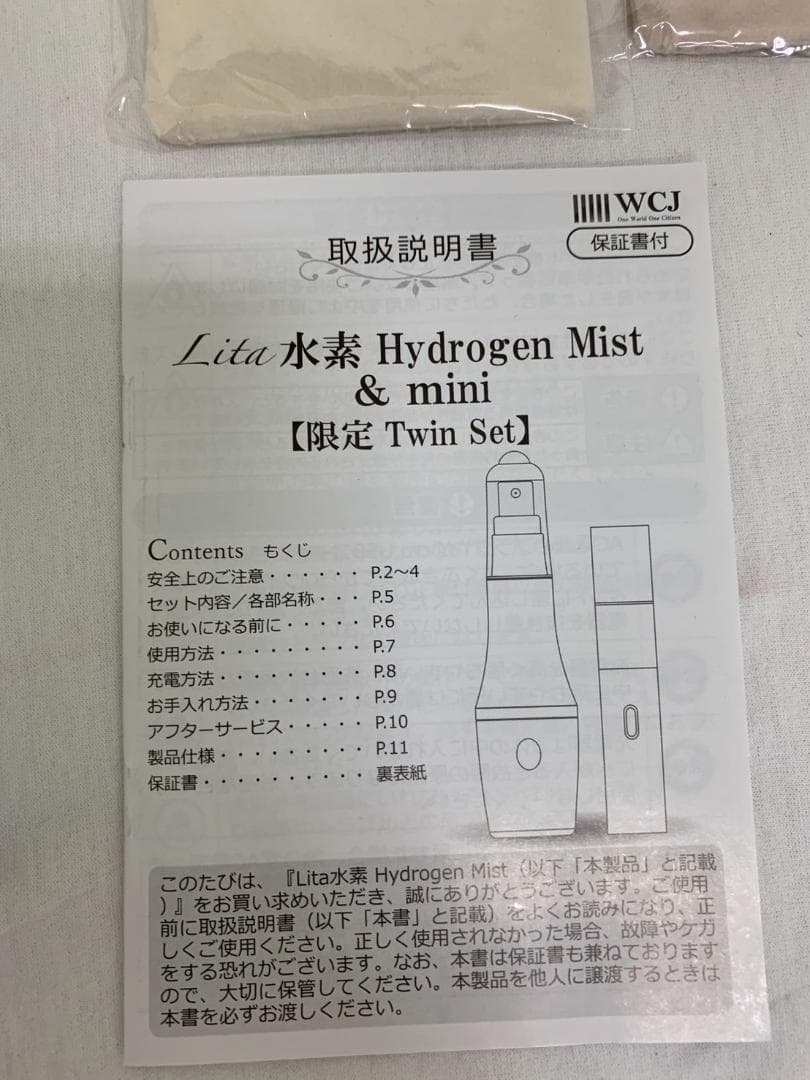 WCJ
One World One Citizen
保証書付
取扱説明書
Lita水素 Hydrogen Mist
& mini
【限定 Twin Set】
Contents もくじ
安全上のご注意・・・・・・ P.2〜4
セット内容／各部名称・・・ P.5
お使いになる前に・・・・・ P.6
使用方法・・・・・・・・・ P.7
充電方法・・・・・・・・・ P.8
お手入れ方法・・・・・・・ P.9
アフターサービス・・・・・ P.10
製品仕様・・・・・・・・・ P.11
保証書・・・・・・・・・・ 裏表紙
このたびは、『Lita水素 Hydrogen Mist（以下「本製品」と記載
）』をお買い求めいただき、誠にありがとうございます。ご使用
前に取扱説明書（以下「本書」と記載）をよくお読みになり、正
しくご使用ください。正しく使用されなかった場合、故障やケガ
をする恐れがございます。なお、本書は保証書も兼ねております
ので、大切に保管してください。本製品を他人に譲渡するときは
本書を必ずお渡しください。